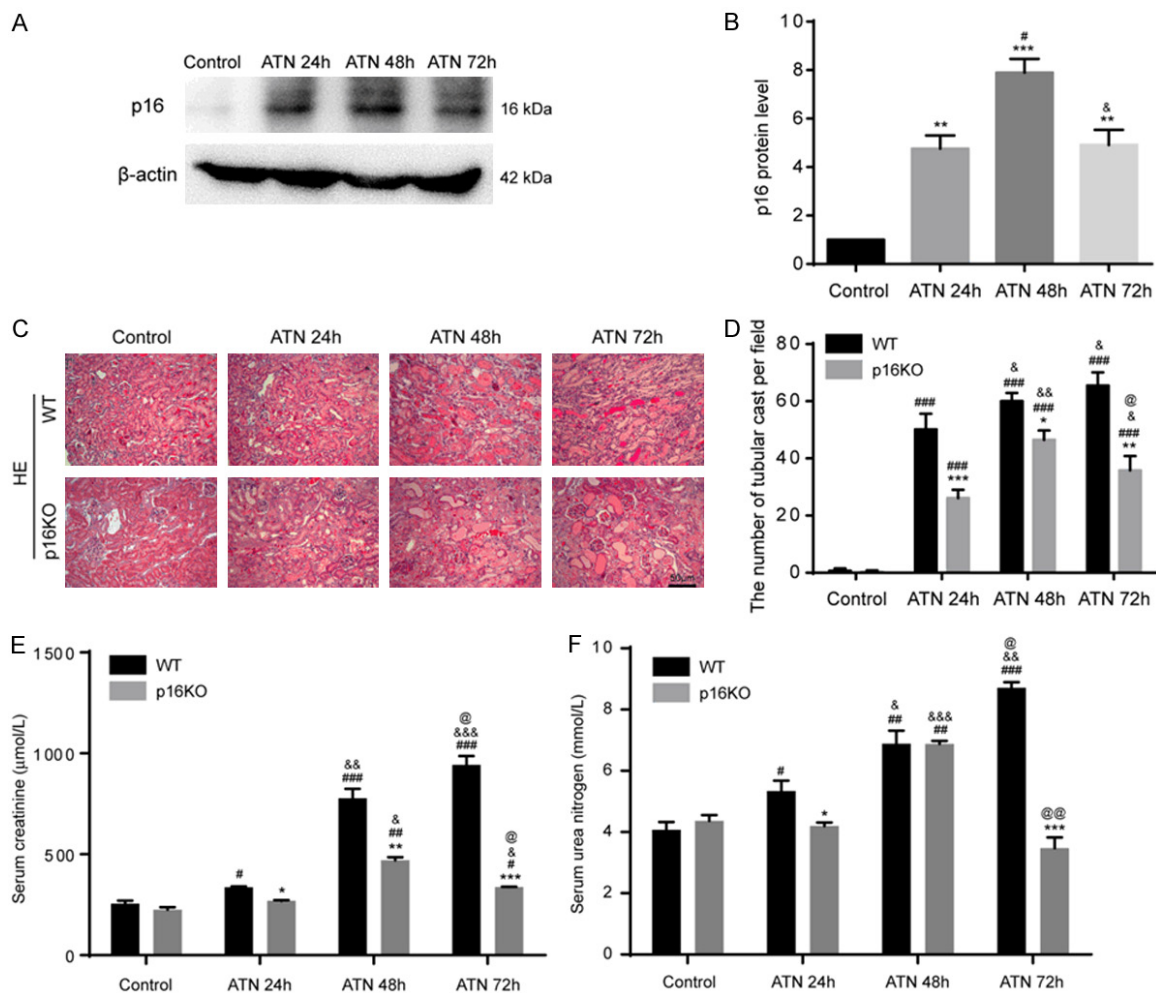 A
Control ATN 24h ATN 48h ATN 72h
p16
16 kDa
β-actin
42 kDa
B
p16 protein level
10
8
6
4
2
0
**
#
***
&
**
Control ATN 24h ATN 48h ATN 72h
C
Control ATN 24h ATN 48h ATN 72h
HE
WT
p16KO
50μm
D
WT
p16KO
The number of tubular cast per field
80
60
40
20
0
###
###
***
&
###
&&
###
*
&
###
@
&
###
**
Control ATN 24h ATN 48h ATN 72h
E
WT
p16KO
Serum creatinine (μmol/L)
1500
1000
500
0
#
*
&&
###
&
##
**
@
&&&
###
@
&
#
***
Control ATN 24h ATN 48h ATN 72h
F
WT
p16KO
Serum urea nitrogen (mmol/L)
10
8
6
4
2
0
#
*
&
##
&&&
##
@
&&
###
@@
***
Control ATN 24h ATN 48h ATN 72h